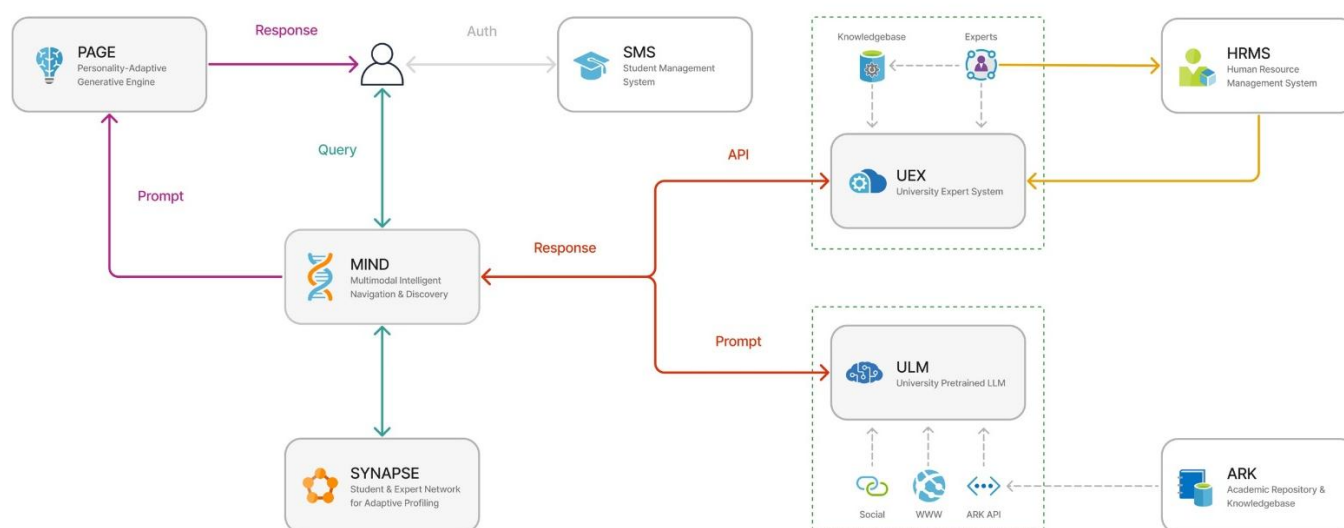 PAGE
Personality-Adaptive
Generative Engine
Response
Auth
SMS
Student Management
System
Knowledgebase
Experts
HRMS
Human Resource
Management System
Query
Prompt
API
UEX
University Expert System
MIND
Multimodal Intelligent
Navigation & Discovery
Response
Prompt
ULM
University Pretrained LLM
SYNAPSE
Student & Expert Network
for Adaptive Profiling
Social
WWW
ARK API
ARK
Academic Repository &
Knowledgebase